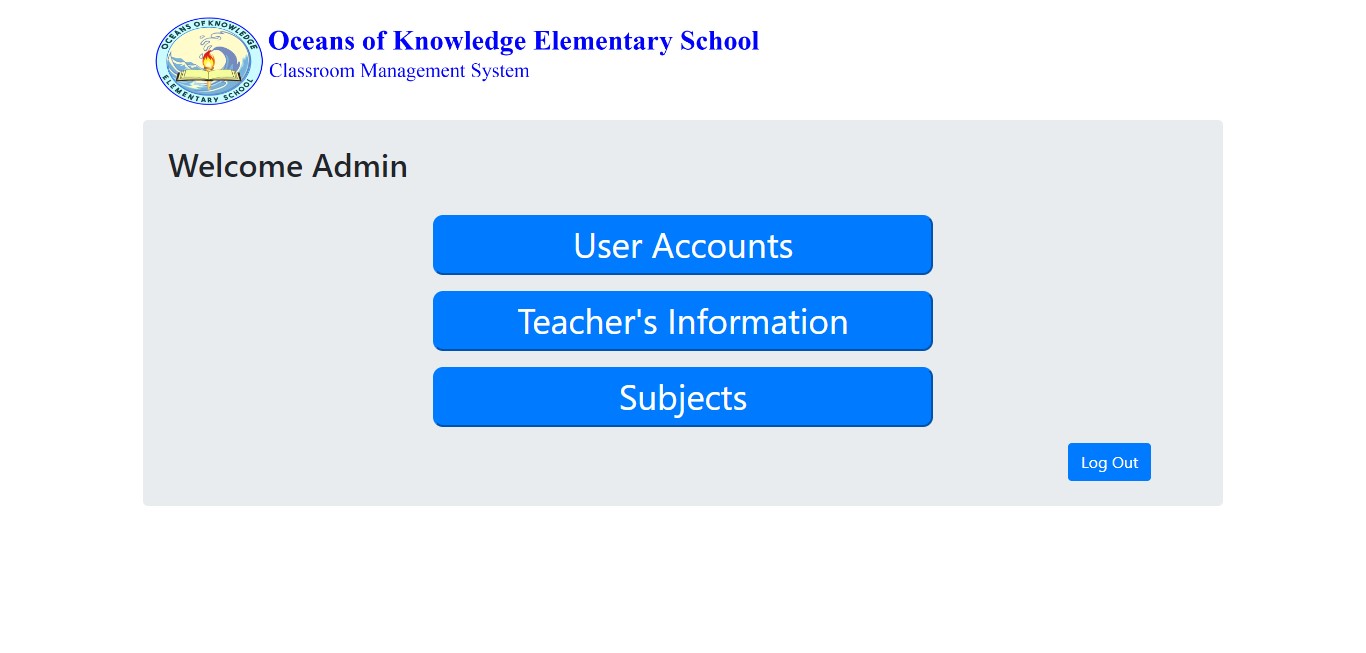 OCEANS OF KNOWLEDGE
ELEMENTARY SCHOOL
Oceans of Knowledge Elementary School
Classroom Management System
Welcome Admin
User Accounts
Teacher's Information
Subjects
Log Out